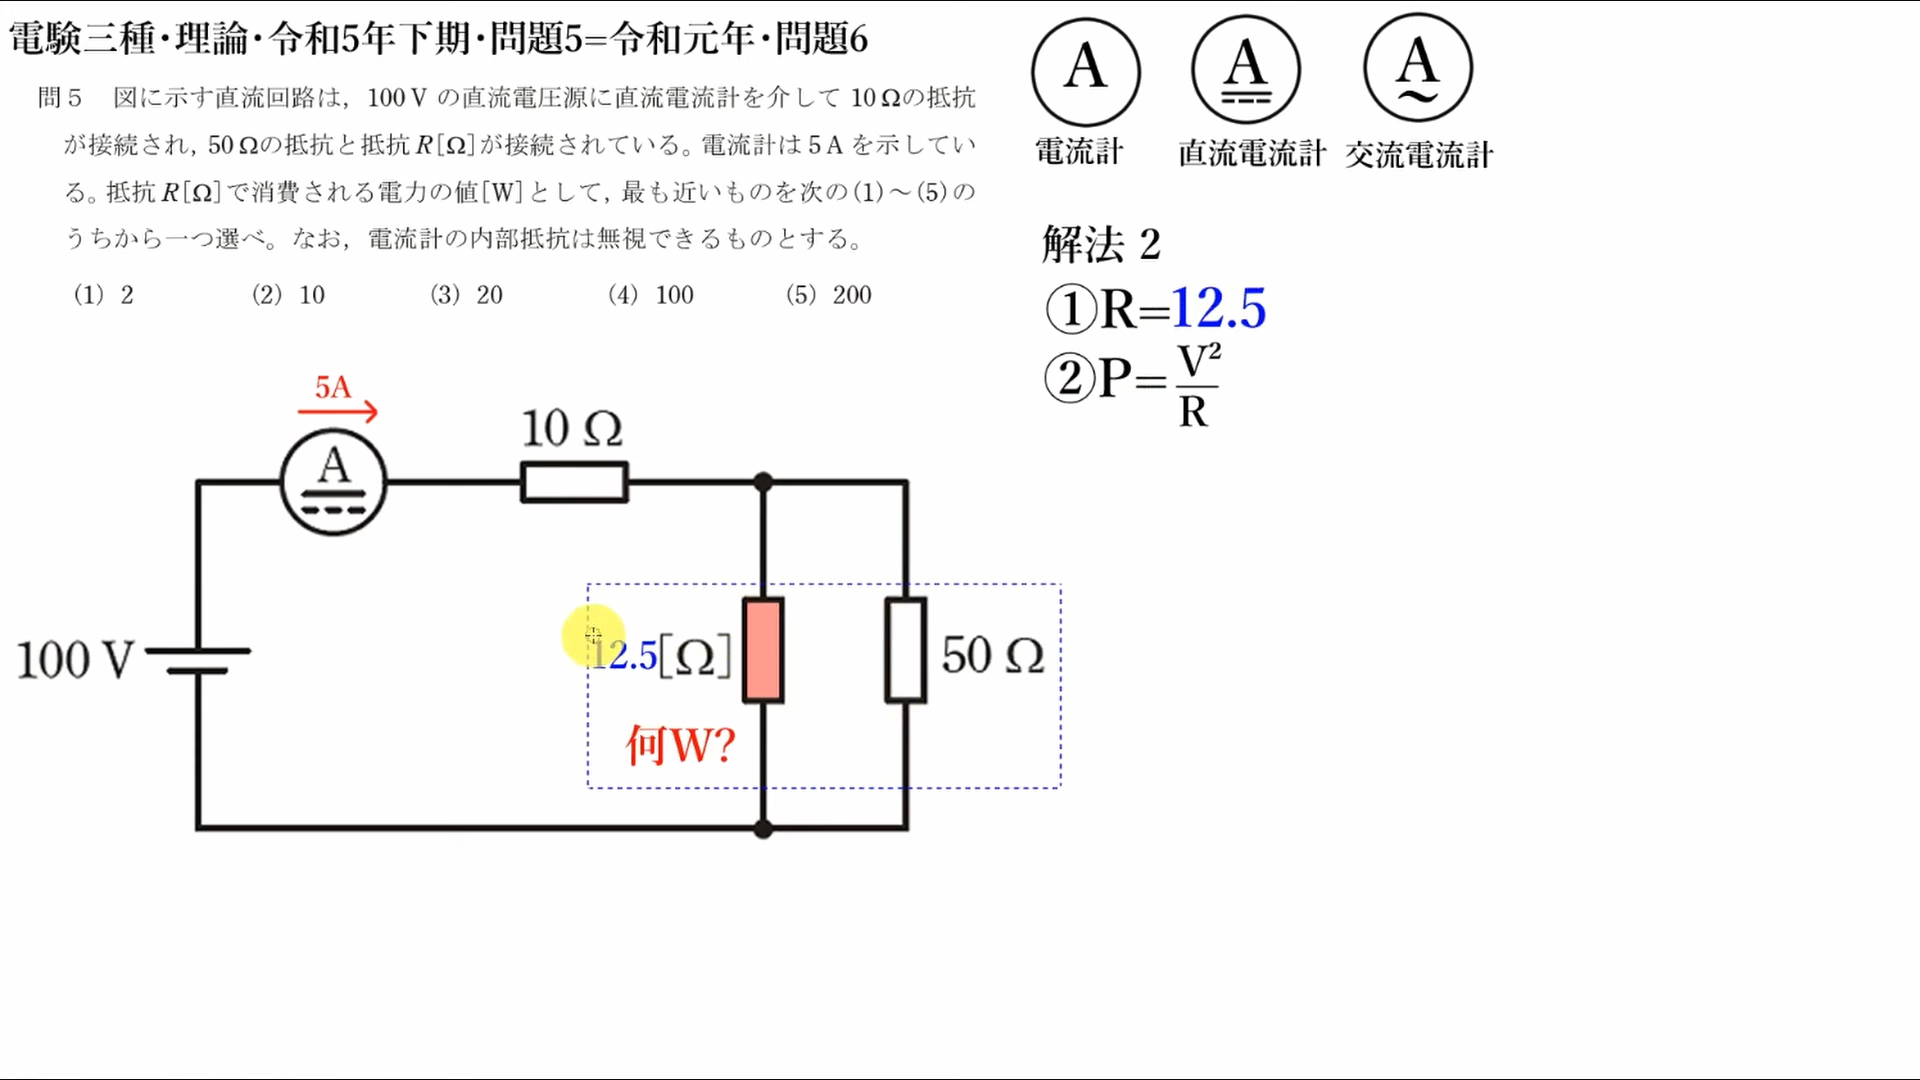 電験三種・理論・令和5年下期・問題5=令和元年・問題6
問5 図に示す直流回路は, 100 V の直流電圧源に直流電流計を介して 10 Ωの抵抗
が接続され, 50 Ωの抵抗と抵抗 R[Ω]が接続されている。電流計は 5 A を示してい
る。抵抗 R[Ω]で消費される電力の値[W]として, 最も近いものを次の(1)～(5)の
うちから一つ選べ。なお, 電流計の内部抵抗は無視できるものとする。
(1) 2 (2) 10 (3) 20 (4) 100 (5) 200
A A A
電流計 直流電流計 交流電流計
解法 2
①R=12.5
②P=V²/R
5A
A
10 Ω
100 V
12.5[Ω]
50 Ω
何W?